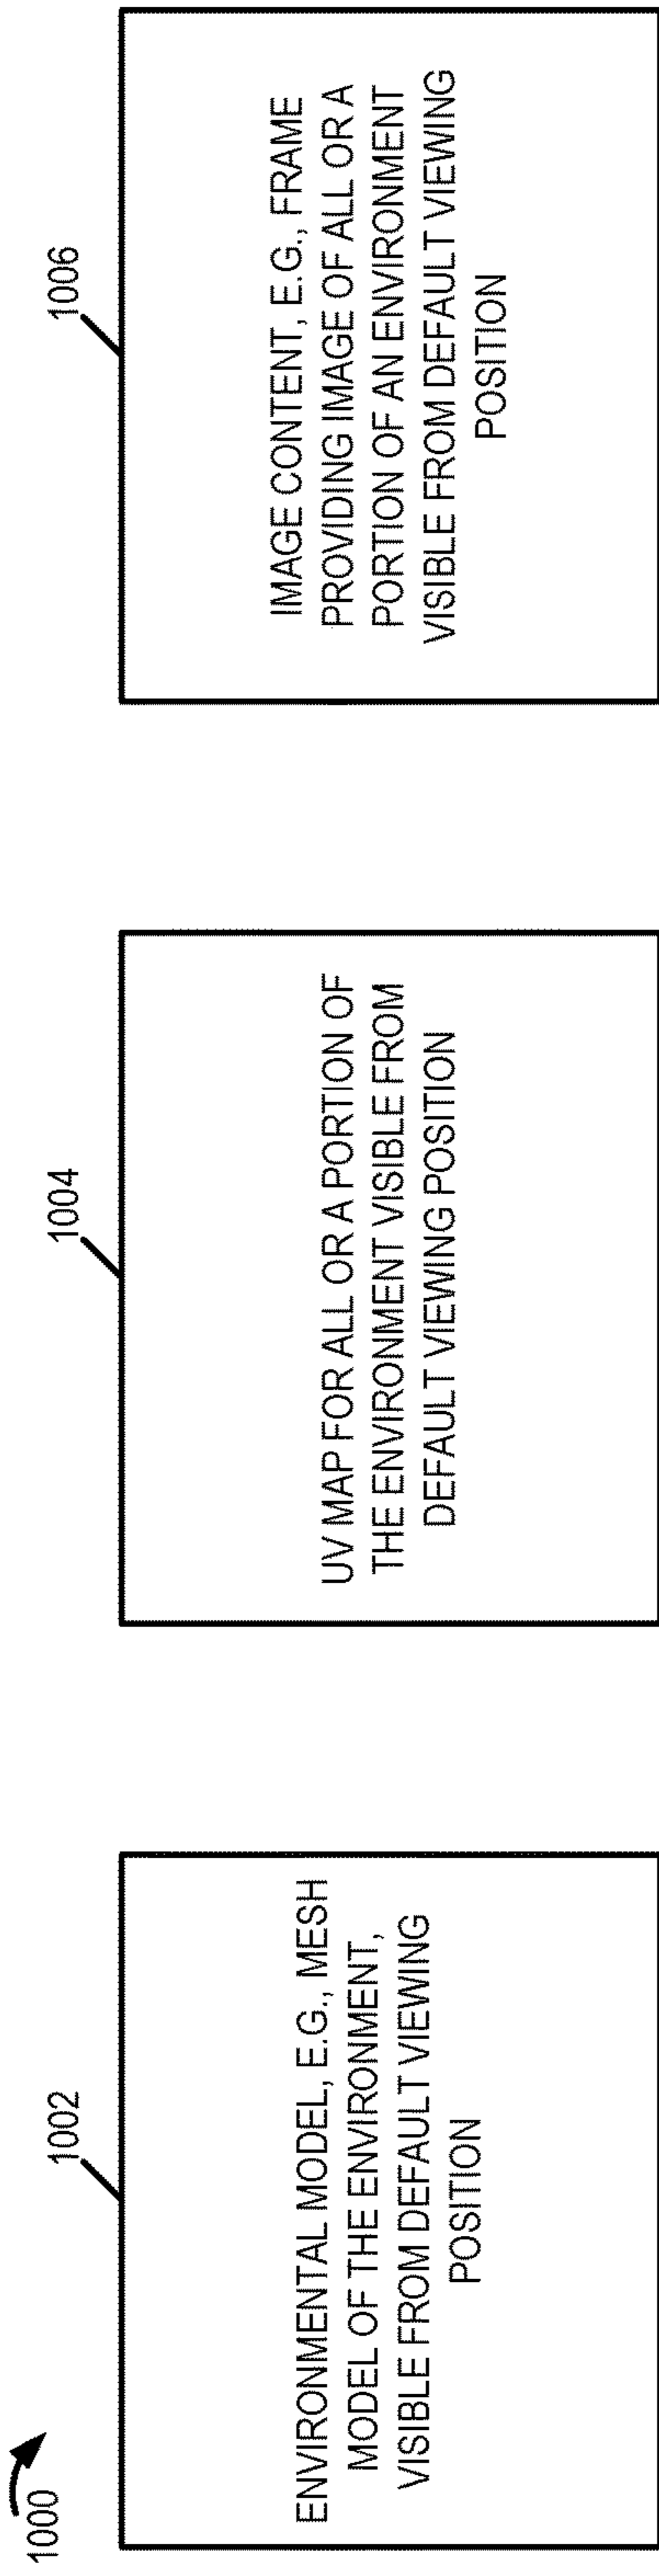 1000
1002
ENVIRONMENTAL MODEL, E.G., MESH
MODEL OF THE ENVIRONMENT,
VISIBLE FROM DEFAULT VIEWING
POSITION
1004
UV MAP FOR ALL OR A PORTION OF
THE ENVIRONMENT VISIBLE FROM
DEFAULT VIEWING POSITION
1006
IMAGE CONTENT, E.G., FRAME
PROVIDING IMAGE OF ALL OR A
PORTION OF AN ENVIRONMENT
VISIBLE FROM DEFAULT VIEWING
POSITION